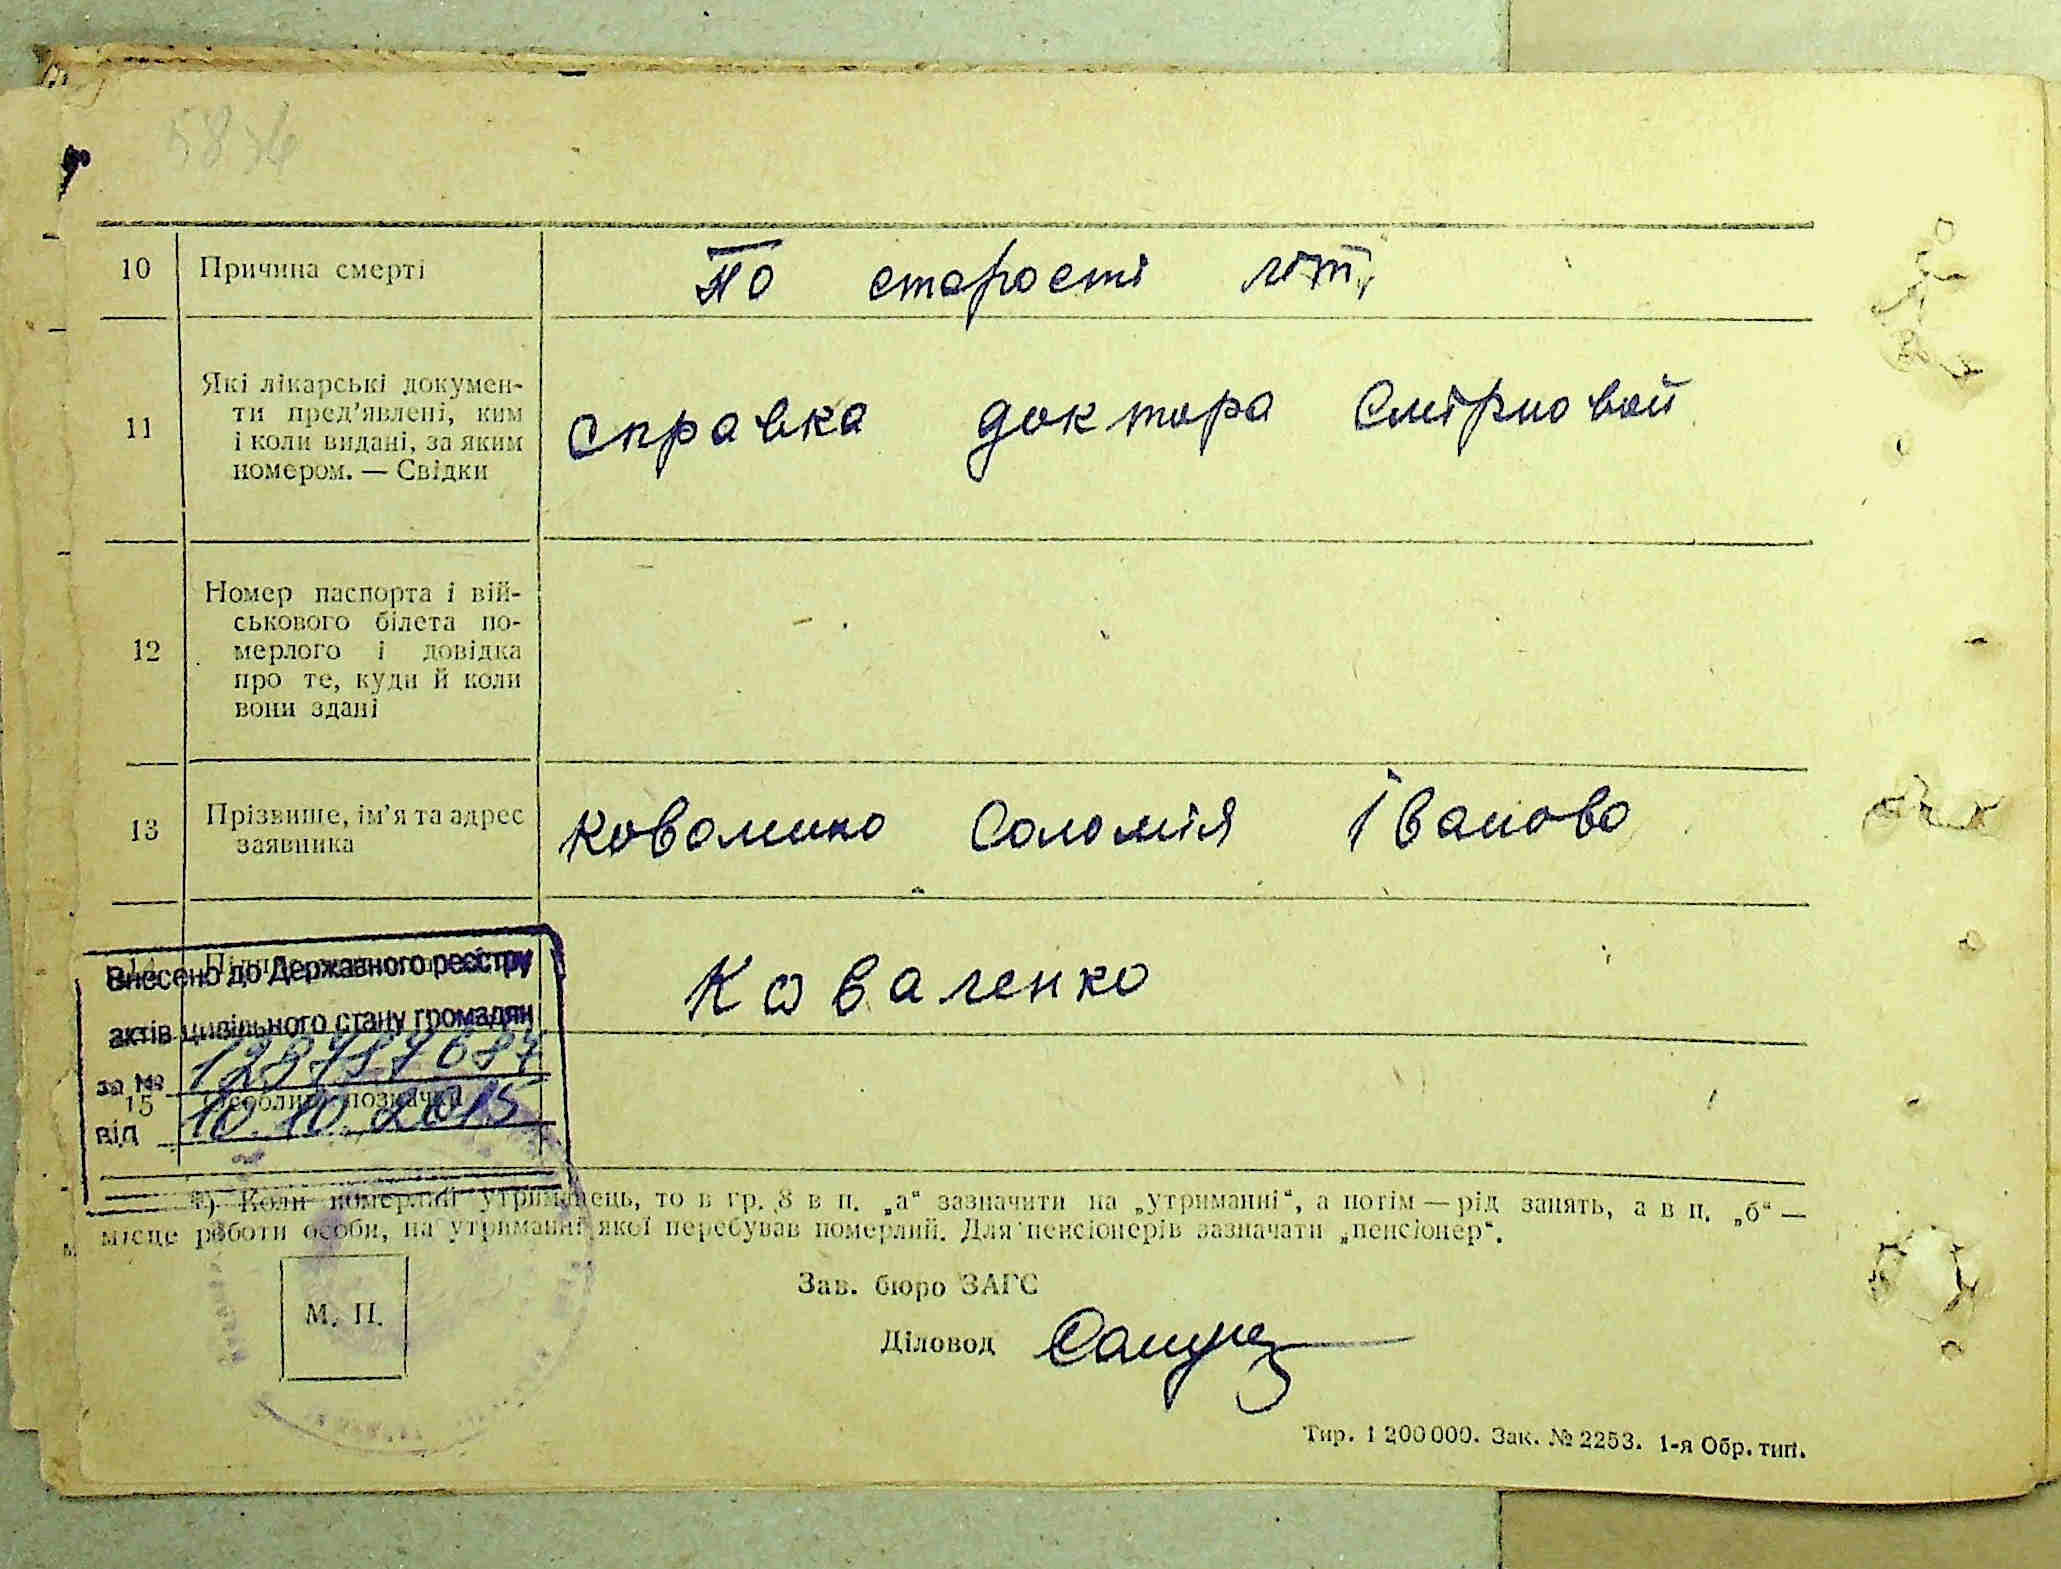 10 Причина смерті По старості літ,
11 Які лікарські докумен-
ти пред'явлені, ким
і коли видані, за яким
номером. — Свідки
справка доктора Смірновой
12 Номер паспорта і вій-
ськового білета по-
мерлого і довідка
про те, куди й коли
вони здані
13 Прізвище, ім'я та адрес
заявника
Коваленко Соломія Іванова
14
Коваленко
Внесено до Державного реєстру
актів цивільного стану громадян
за №
від 10.10.2015
15 Особливі позначки
*) Коли померлий утриманець, то в гр. 8 в п. „а“ зазначити на „утриманні“, а потім — рід занять, а в п. „б“ —
місце роботи особи, на утриманні якої перебував померлий. Для пенсіонерів зазначати „пенсіонер“.
М. П.
Зав. бюро ЗАГС
Діловод
Тир. 1 200 000. Зак. № 2253. 1-я Обр. тип.